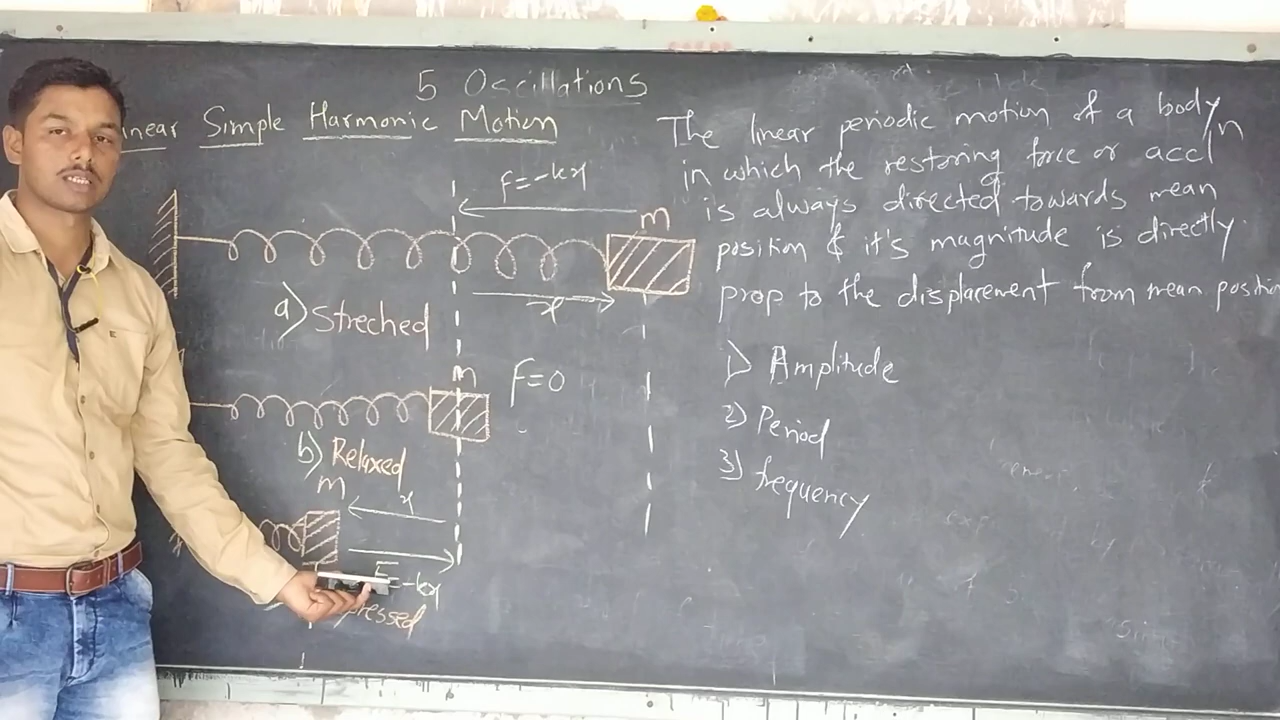 5 Oscillations
inear Simple Harmonic Motion
F=-kx
m
x
a) Streched
m
F=0
b) Relaxed
m
x
F=-kx
pressed
The linear periodic motion of a body
in which the restoring force or accln
is always directed towards mean
position & it's magnitude is directly
prop to the displacement from mean position
1) Amplitude
2) Period
3) frequency
E